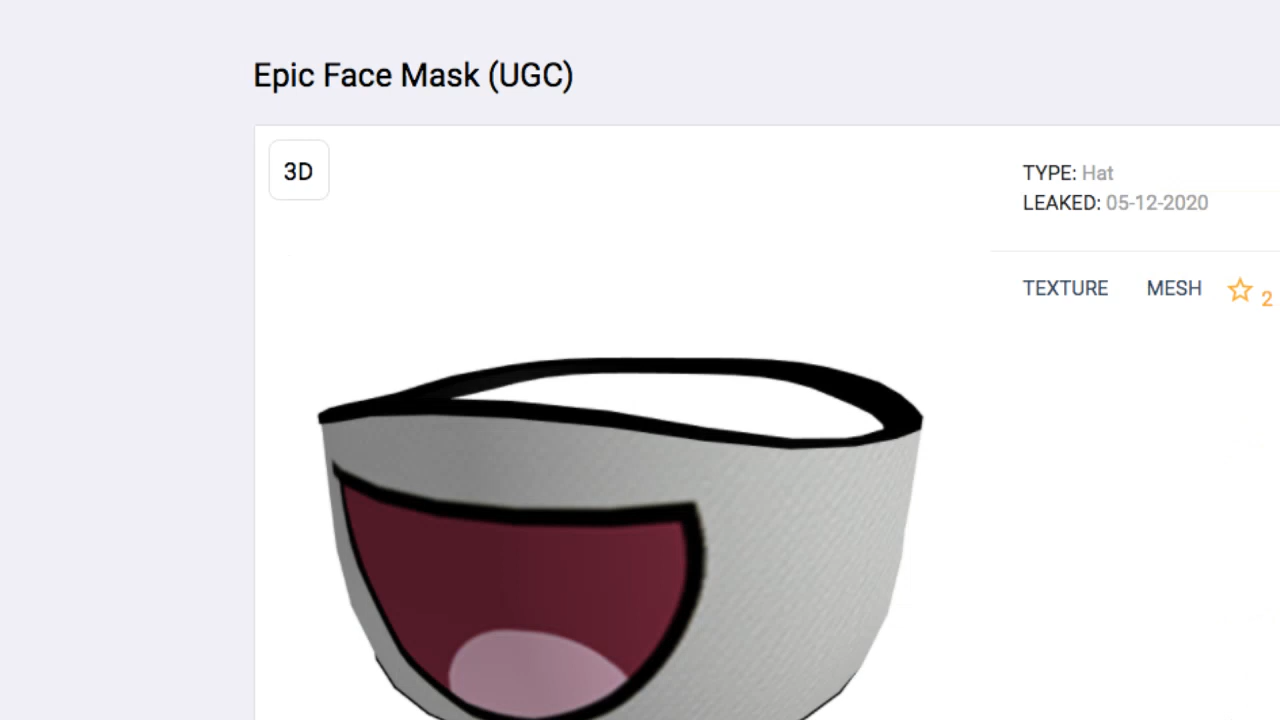 Epic Face Mask (UGC)
3D
TYPE: Hat
LEAKED: 05-12-2020
TEXTURE MESH 2